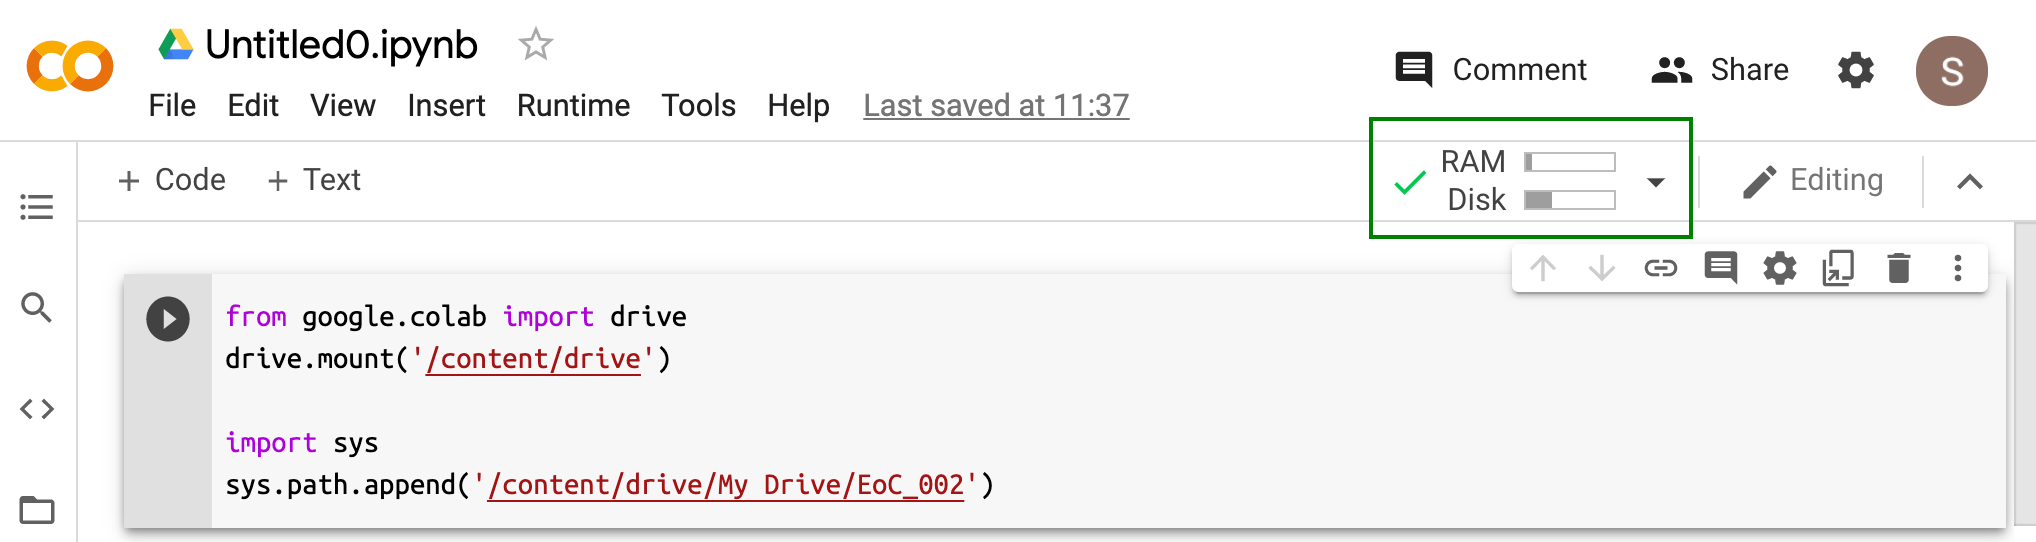 Untitled0.ipynb
Comment Share S
File Edit View Insert Runtime Tools Help Last saved at 11:37
+ Code + Text
RAM
Disk
Editing
from google.colab import drive
drive.mount('/content/drive')
import sys
sys.path.append('/content/drive/My Drive/EoC_002')